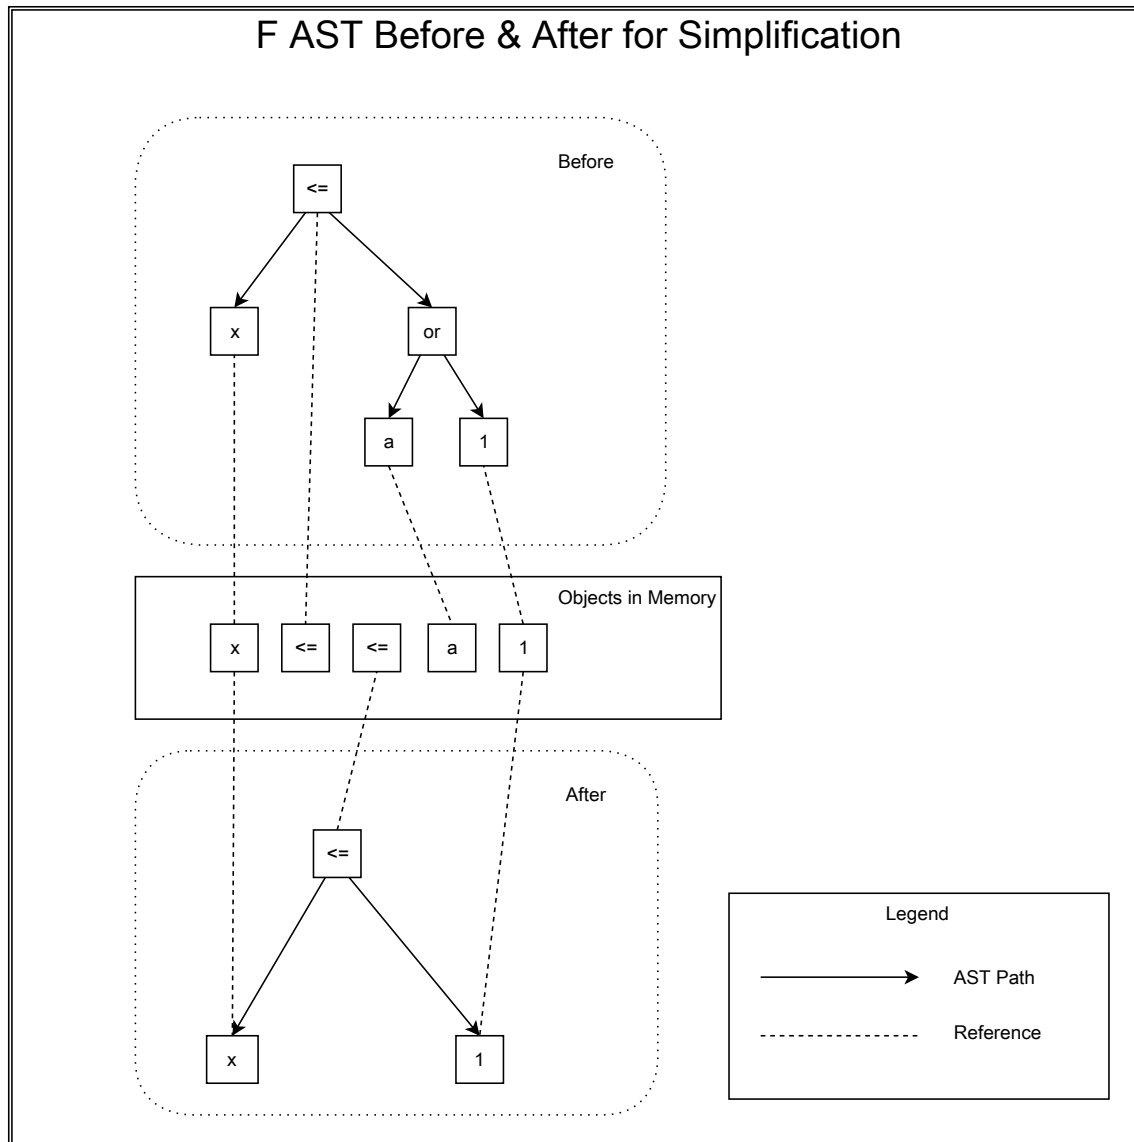 F AST Before & After for Simplification
Before
<=
x
or
a
1
Objects in Memory
x
<=
<=
a
1
After
<=
x
1
Legend
AST Path
Reference